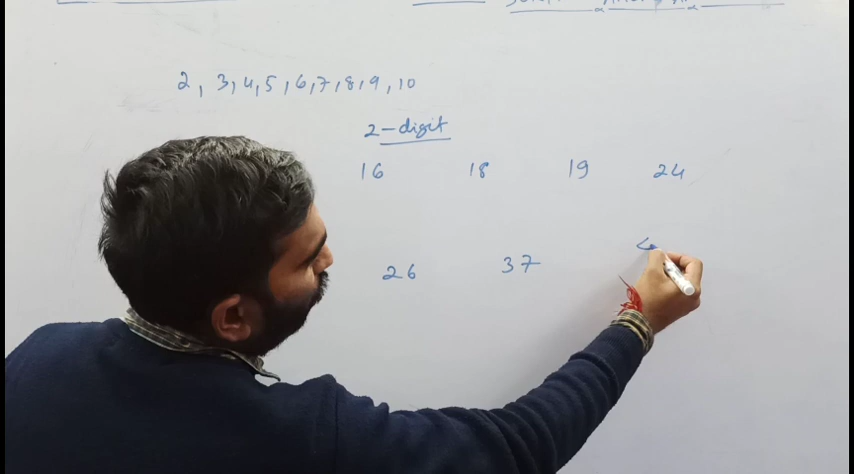 2, 3, 4, 5, 6, 7, 8, 9, 10
2-digit
16 18 19 24
26 37